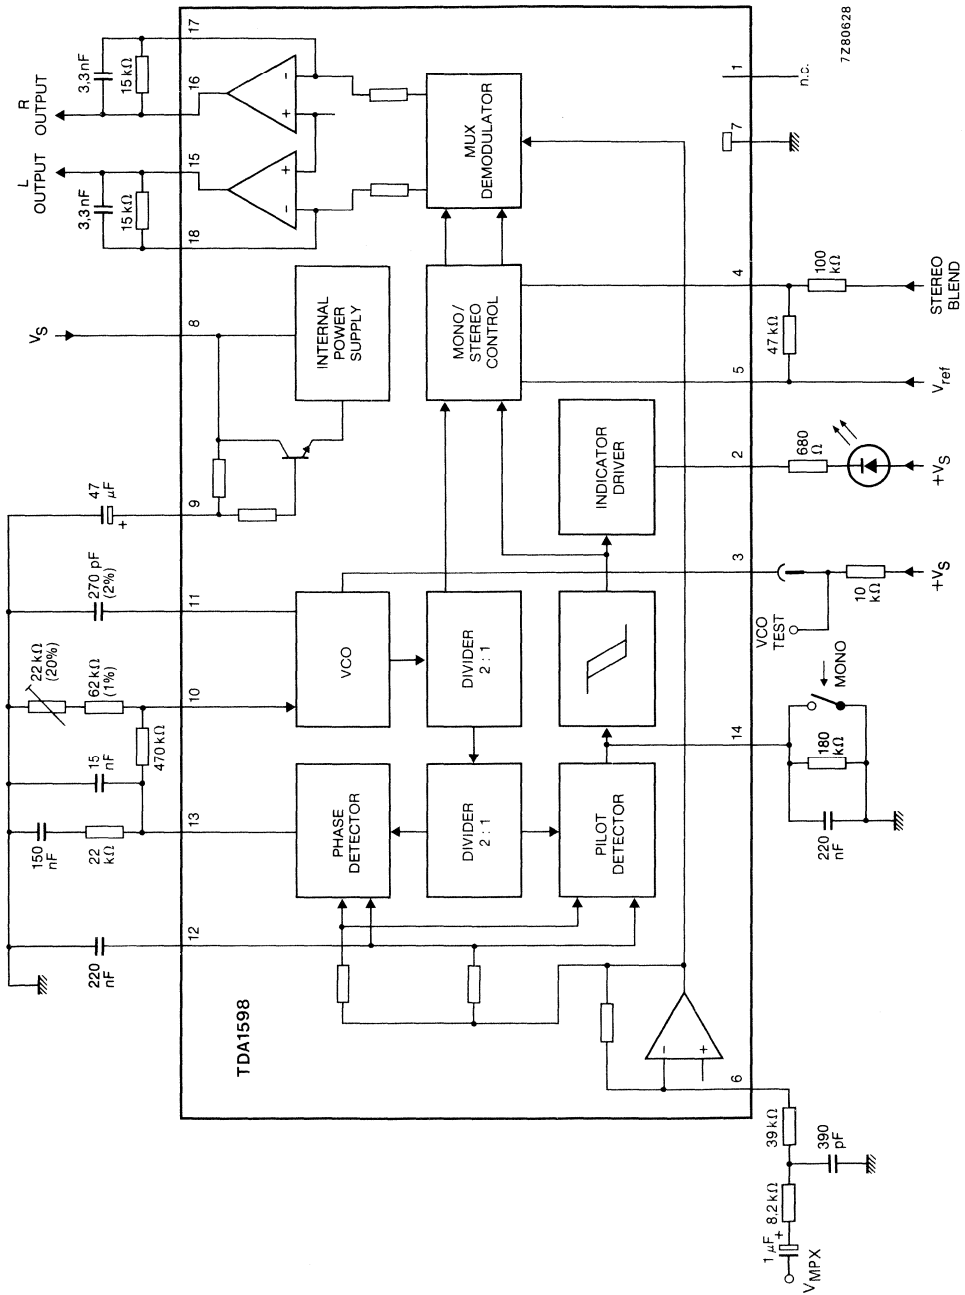 V_MPX
1 µF
+
8,2 kΩ
390
pF
39 kΩ
6
−
+
TDA1598
220
nF
12
150
nF
22
kΩ
13
15
nF
470 kΩ
22 kΩ
(20%)
62 kΩ
(1%)
10
270 pF
(2%)
11
47
µF
+
9
V_S
8
L
OUTPUT
3,3 nF
15 kΩ
18
15
R
OUTPUT
3,3 nF
15 kΩ
16
17
−
+
+
−
PHASE
DETECTOR
VCO
INTERNAL
POWER
SUPPLY
DIVIDER
2 : 1
DIVIDER
2 : 1
MONO/
STEREO
CONTROL
MUX
DEMODULATOR
PILOT
DETECTOR
INDICATOR
DRIVER
14
3
2
5
4
7
1
n.c.
220
nF
180
kΩ
MONO
VCO
TEST
10
kΩ
+V_S
680
Ω
+V_S
47 kΩ
V_ref
100
kΩ
STEREO
BLEND
7Z80628